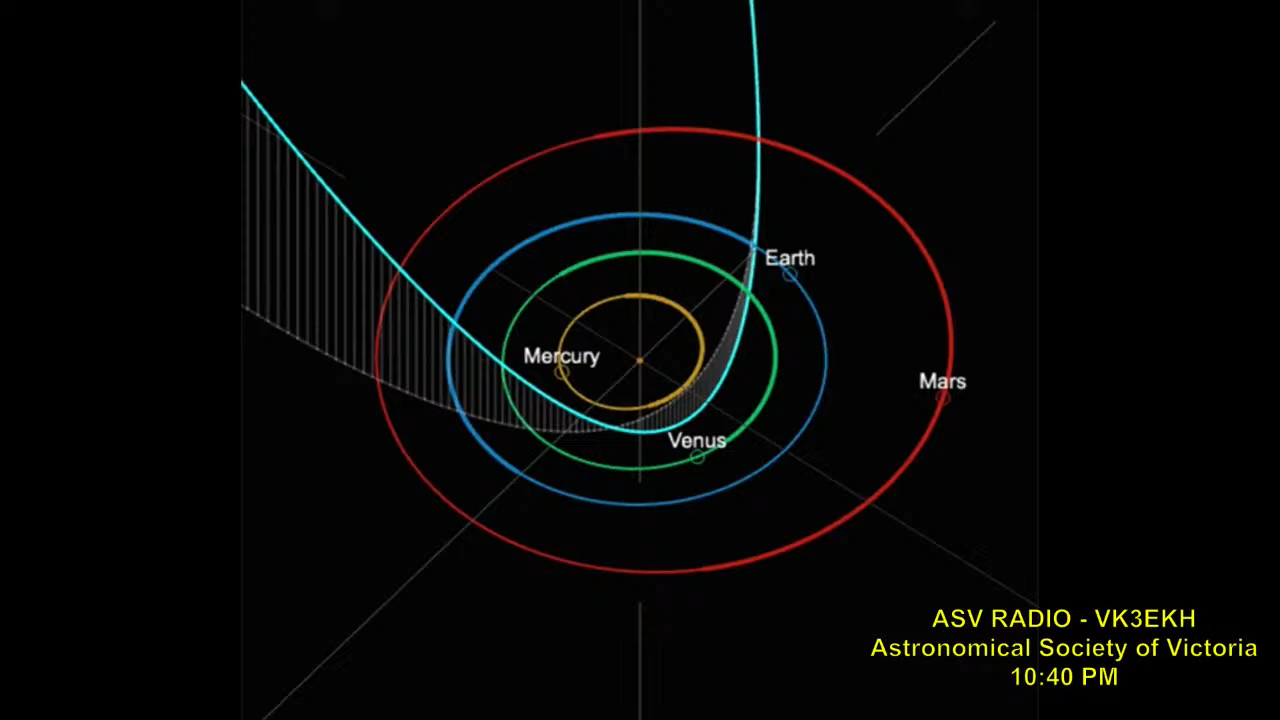 Earth
Mercury
Mars
Venus
ASV RADIO - VK3EKH
Astronomical Society of Victoria
10:40 PM